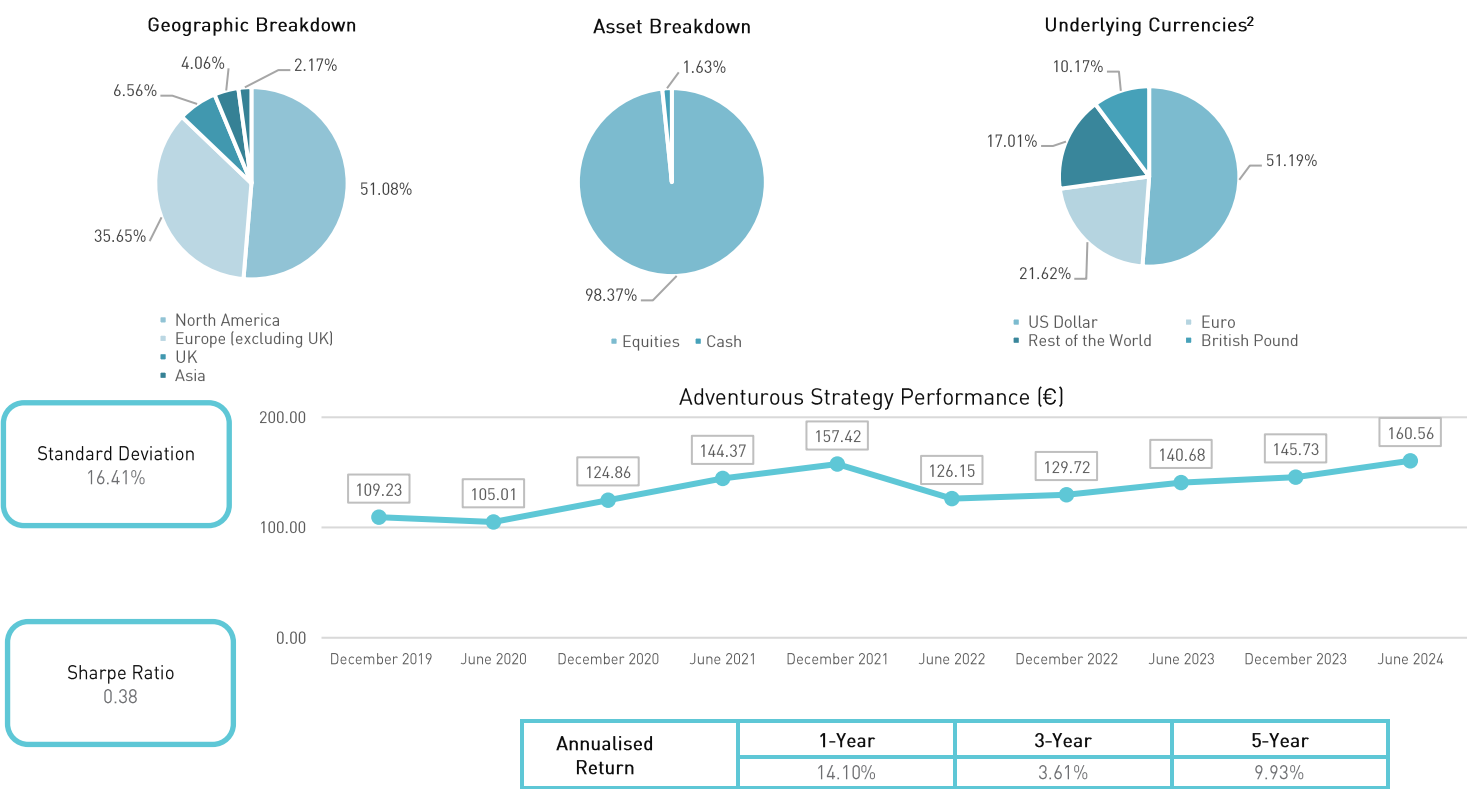 Geographic Breakdown
4.06%
2.17%
6.56%
51.08%
35.65%
North America
Europe (excluding UK)
UK
Asia
Asset Breakdown
1.63%
98.37%
Equities Cash
Underlying Currencies²
10.17%
17.01%
51.19%
21.62%
US Dollar Euro
Rest of the World British Pound
Standard Deviation
16.41%
Sharpe Ratio
0.38
Adventurous Strategy Performance (€)
200.00
100.00
0.00
109.23
105.01
124.86
144.37
157.42
126.15
129.72
140.68
145.73
160.56
December 2019 June 2020 December 2020 June 2021 December 2021 June 2022 December 2022 June 2023 December 2023 June 2024
Annualised
Return
1-Year 3-Year 5-Year
14.10% 3.61% 9.93%